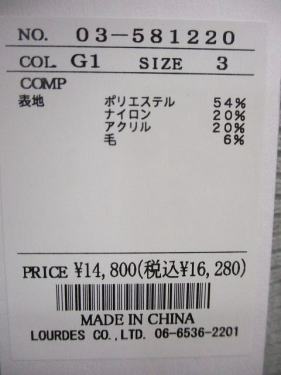 NO. 03-581220
COL. G1 SIZE 3
COMP
表地 ポリエステル 54%
ナイロン 20%
アクリル 20%
毛 6%
PRICE ¥14,800(税込¥16,280)
MADE IN CHINA
LOURDES CO.,LTD. 06-6536-2201